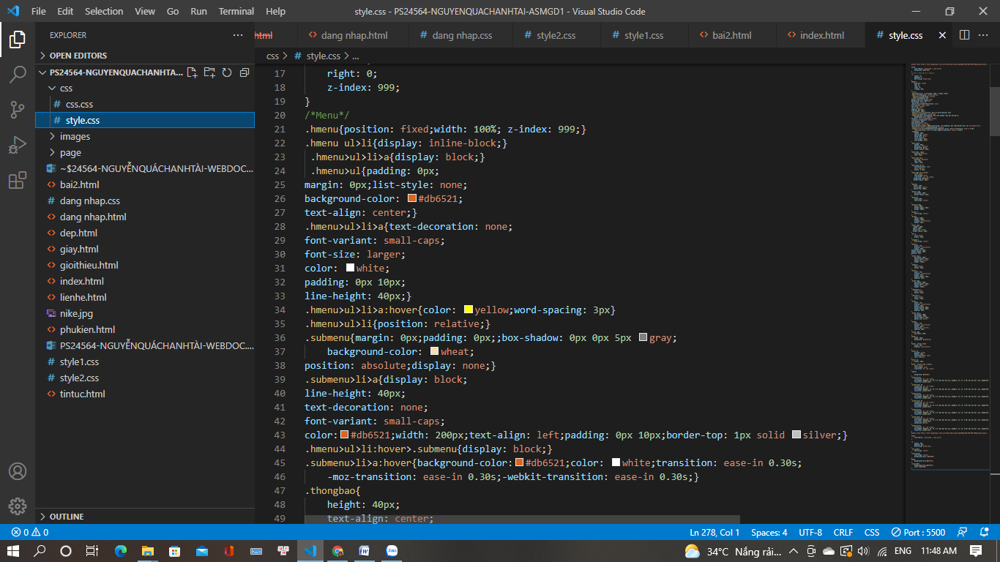 File Edit Selection View Go Run Terminal Help
style.css - PS24564-NGUYENQUACHANHTAI-ASMGD1 - Visual Studio Code
EXPLORER
OPEN EDITORS
PS24564-NGUYENQUACHANHTA...
css
css.css
style.css
images
page
~$24564-NGUYỄNQUÁCHANHTÀI-WEBDOC...
bai2.html
dang nhap.css
dang nhap.html
dep.html
giay.html
gioithieu.html
index.html
lienhe.html
nike.jpg
phukien.html
PS24564-NGUYỄNQUÁCHANHTÀI-WEBDOC....
style1.css
style2.css
tintuc.html
OUTLINE
html dang nhap.html dang nhap.css style2.css style1.css bai2.html index.html style.css
css > style.css > ...
17 right: 0;
18 z-index: 999;
19 }
20 /*Menu*/
21 .hmenu{position: fixed;width: 100%; z-index: 999;}
22 .hmenu ul>li{display: inline-block;}
23 .hmenu>ul>li>a{display: block;}
24 .hmenu>ul{padding: 0px;
25 margin: 0px;list-style: none;
26 background-color: #db6521;
27 text-align: center;}
28 .hmenu>ul>li>a{text-decoration: none;
29 font-variant: small-caps;
30 font-size: larger;
31 color: white;
32 padding: 0px 10px;
33 line-height: 40px;}
34 .hmenu>ul>li>a:hover{color: yellow;word-spacing: 3px}
35 .hmenu>ul>li{position: relative;}
36 .submenu{margin: 0px;padding: 0px;;box-shadow: 0px 0px 5px gray;
37 background-color: wheat;
38 position: absolute;display: none;}
39 .submenu>li>a{display: block;
40 line-height: 40px;
41 text-decoration: none;
42 font-variant: small-caps;
43 color:#db6521;width: 200px;text-align: left;padding: 0px 10px;border-top: 1px solid silver;}
44 .hmenu>ul>li:hover>.submenu{display: block;}
45 .submenu>li>a:hover{background-color:#db6521;color: white;transition: ease-in 0.30s;
46 -moz-transition: ease-in 0.30s;-webkit-transition: ease-in 0.30s;}
47 .thongbao{
48 height: 40px;
49 text-align: center;
0 0 Ln 278, Col 1 Spaces: 4 UTF-8 CRLF CSS Port : 5500
34°C Nắng rải... ENG 11:48 AM